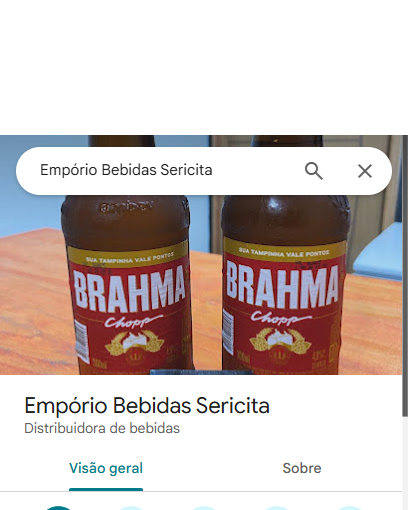 Empório Bebidas Sericita
SUA TAMPINHA VALE PONTOS
BRAHMA
Chopp
SUA TAMPINHA VALE PONTOS
BRAHMA
Chopp
Empório Bebidas Sericita
Distribuidora de bebidas
Visão geral
Sobre